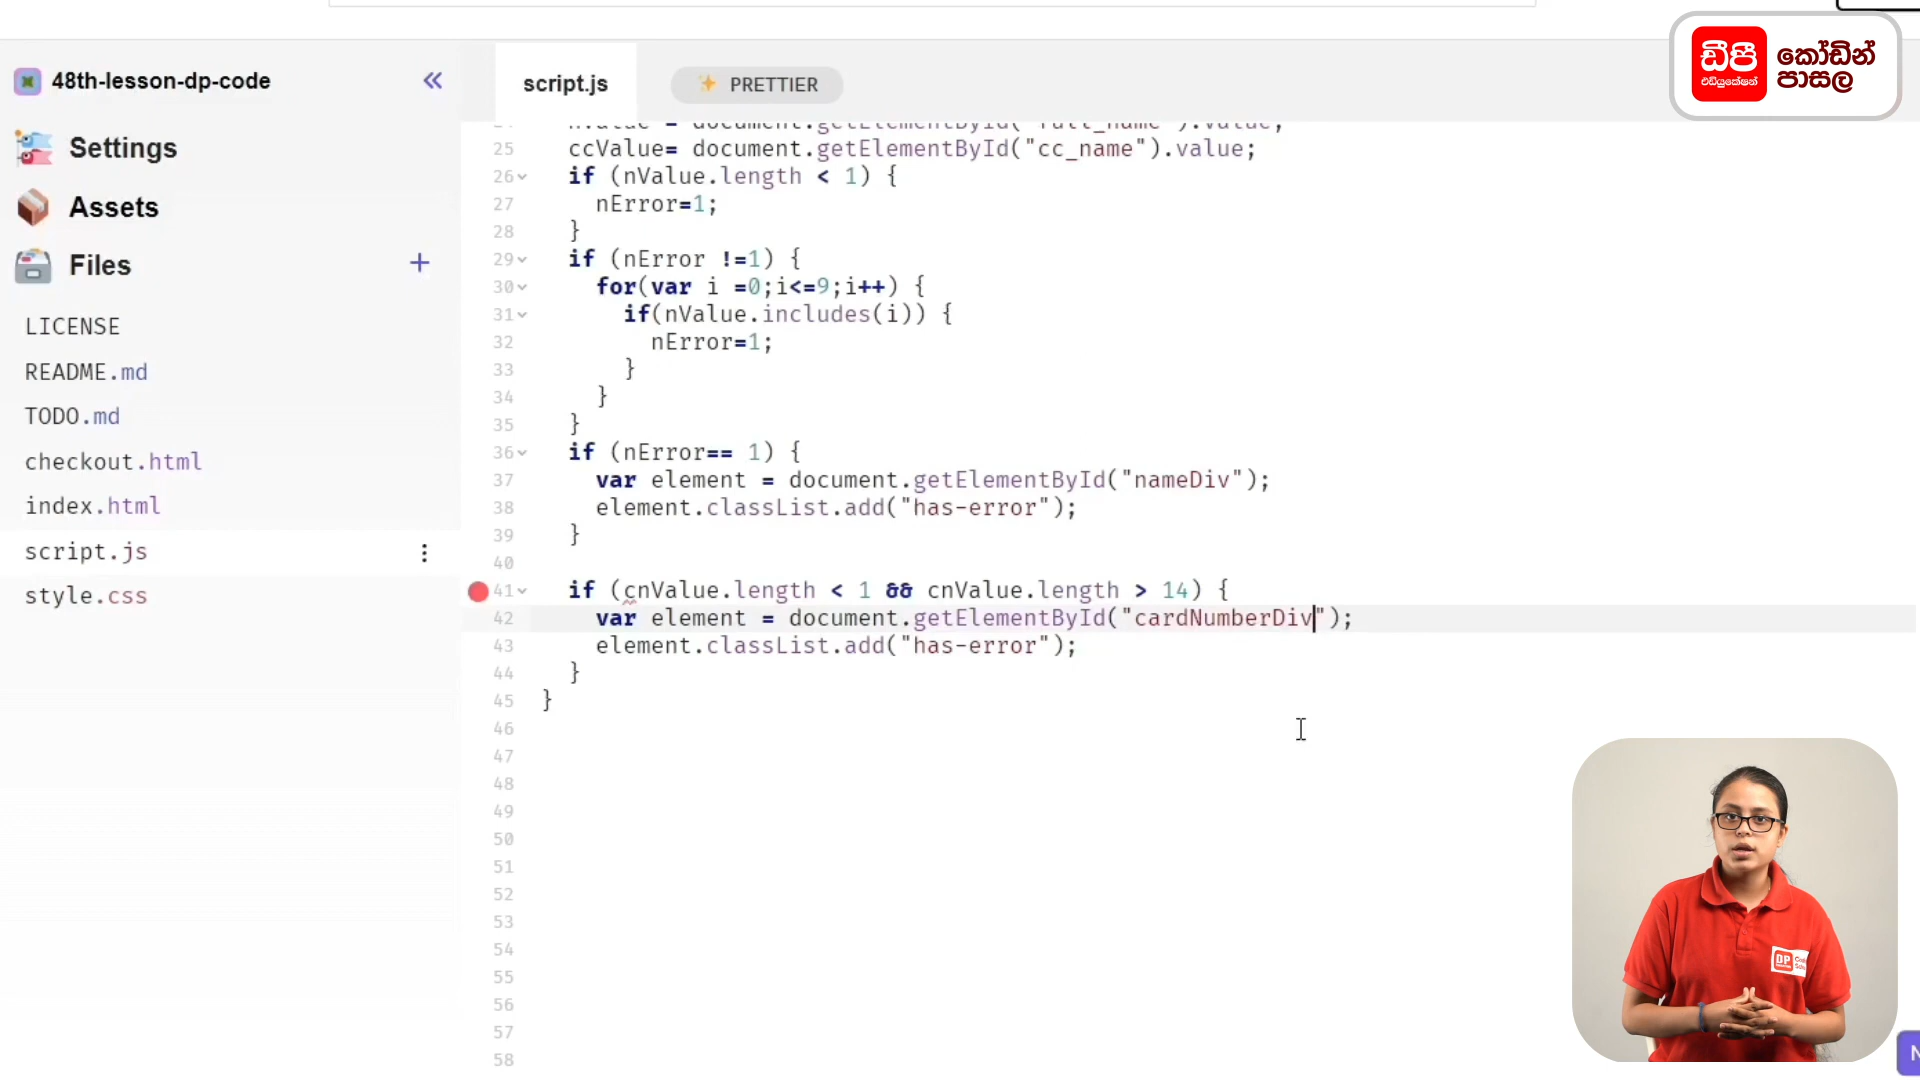 48th-lesson-dp-code
Settings
Assets
Files
LICENSE
README.md
TODO.md
checkout.html
index.html
script.js
style.css
script.js
✨ PRETTIER
ඩීපී
එඩියුකේෂන්
කෝඩින්
පාසල
25 ccValue= document.getElementById("cc_name").value;
26 if (nValue.length < 1) {
27 nError=1;
28 }
29 if (nError !=1) {
30 for(var i =0;i<=9;i++) {
31 if(nValue.includes(i)) {
32 nError=1;
33 }
34 }
35 }
36 if (nError== 1) {
37 var element = document.getElementById("nameDiv");
38 element.classList.add("has-error");
39 }
40
41 if (cnValue.length < 1 && cnValue.length > 14) {
42 var element = document.getElementById("cardNumberDiv");
43 element.classList.add("has-error");
44 }
45 }
46
47
48
49
50
51
52
53
54
55
56
57
58
DP